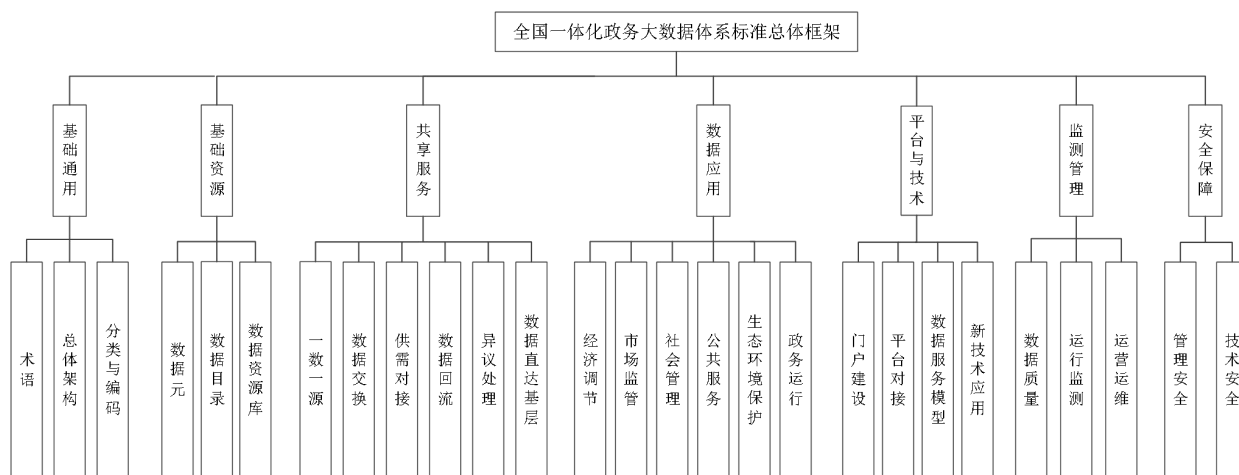 全国一体化政务大数据体系标准总体框架
基础通用
基础资源
共享服务
数据应用
平台与技术
监测管理
安全保障
术语
总体架构
分类与编码
数据元
数据目录
数据资源库
一数一源
数据交换
供需对接
数据回流
异议处理
数据直达基层
经济调节
市场监管
社会管理
公共服务
生态环境保护
政务运行
门户建设
平台对接
数据服务模型
新技术应用
数据质量
运行监测
运营运维
管理安全
技术安全